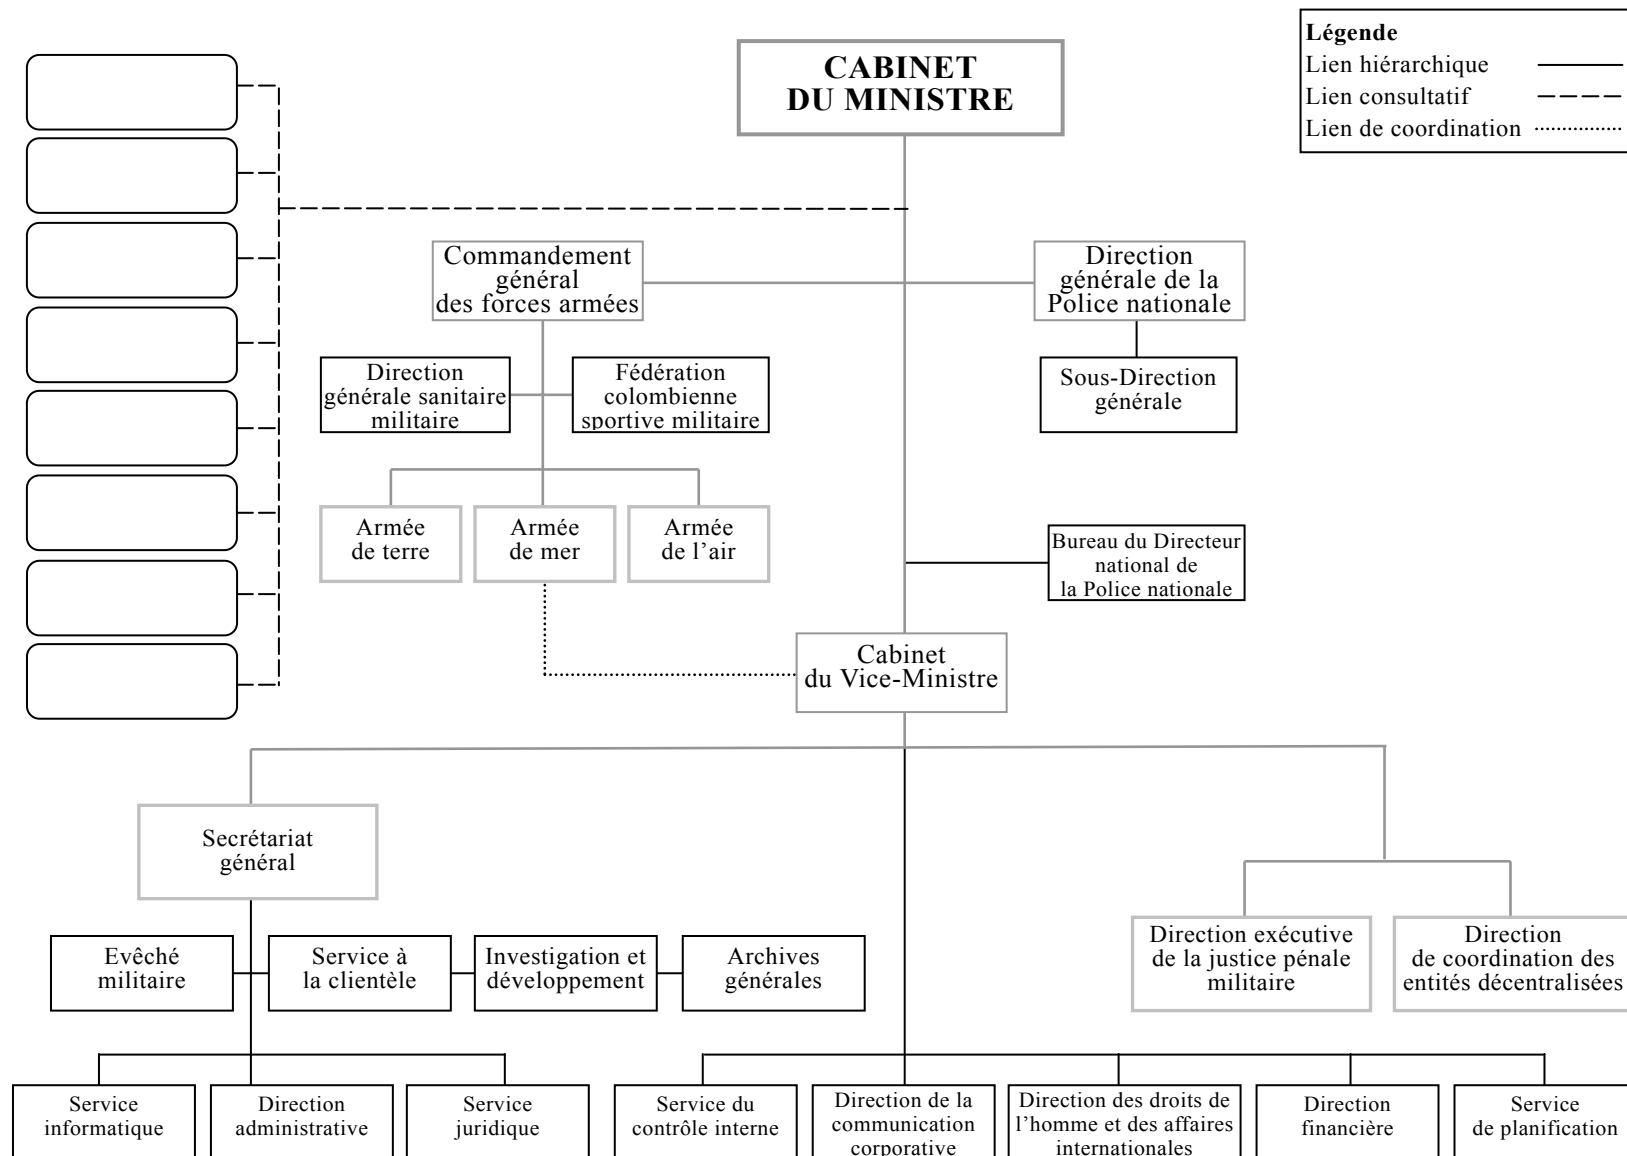 CABINET
DU MINISTRE
Légende
Lien hiérarchique
Lien consultatif
Lien de coordination
Commandement
général
des forces armées
Direction
générale de la
Police nationale
Direction
générale sanitaire
militaire
Fédération
colombienne
sportive militaire
Sous-Direction
générale
Armée
de terre
Armée
de mer
Armée
de l’air
Bureau du Directeur
national de
la Police nationale
Cabinet
du Vice-Ministre
Secrétariat
général
Evêché
militaire
Service à
la clientèle
Investigation et
développement
Archives
générales
Direction exécutive
de la justice pénale
militaire
Direction
de coordination des
entités décentralisées
Service
informatique
Direction
administrative
Service
juridique
Service du
contrôle interne
Direction de la
communication
corporative
Direction des droits de
l’homme et des affaires
internationales
Direction
financière
Service
de planification